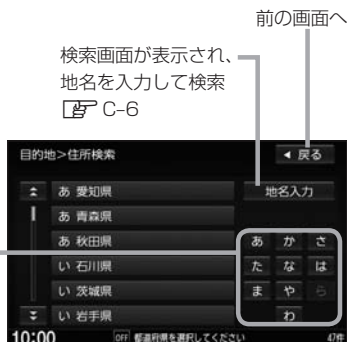 前の画面へ
検索画面が表示され、
地名を入力して検索
C-6
目的地>住所検索
◀ 戻る
あ 愛知県
地名入力
あ 青森県
あ 秋田県
あ か さ
い 石川県
た な は
い 茨城県
ま や ら
い 岩手県
わ
10:00
OFF 都道府県を選択してください
47件